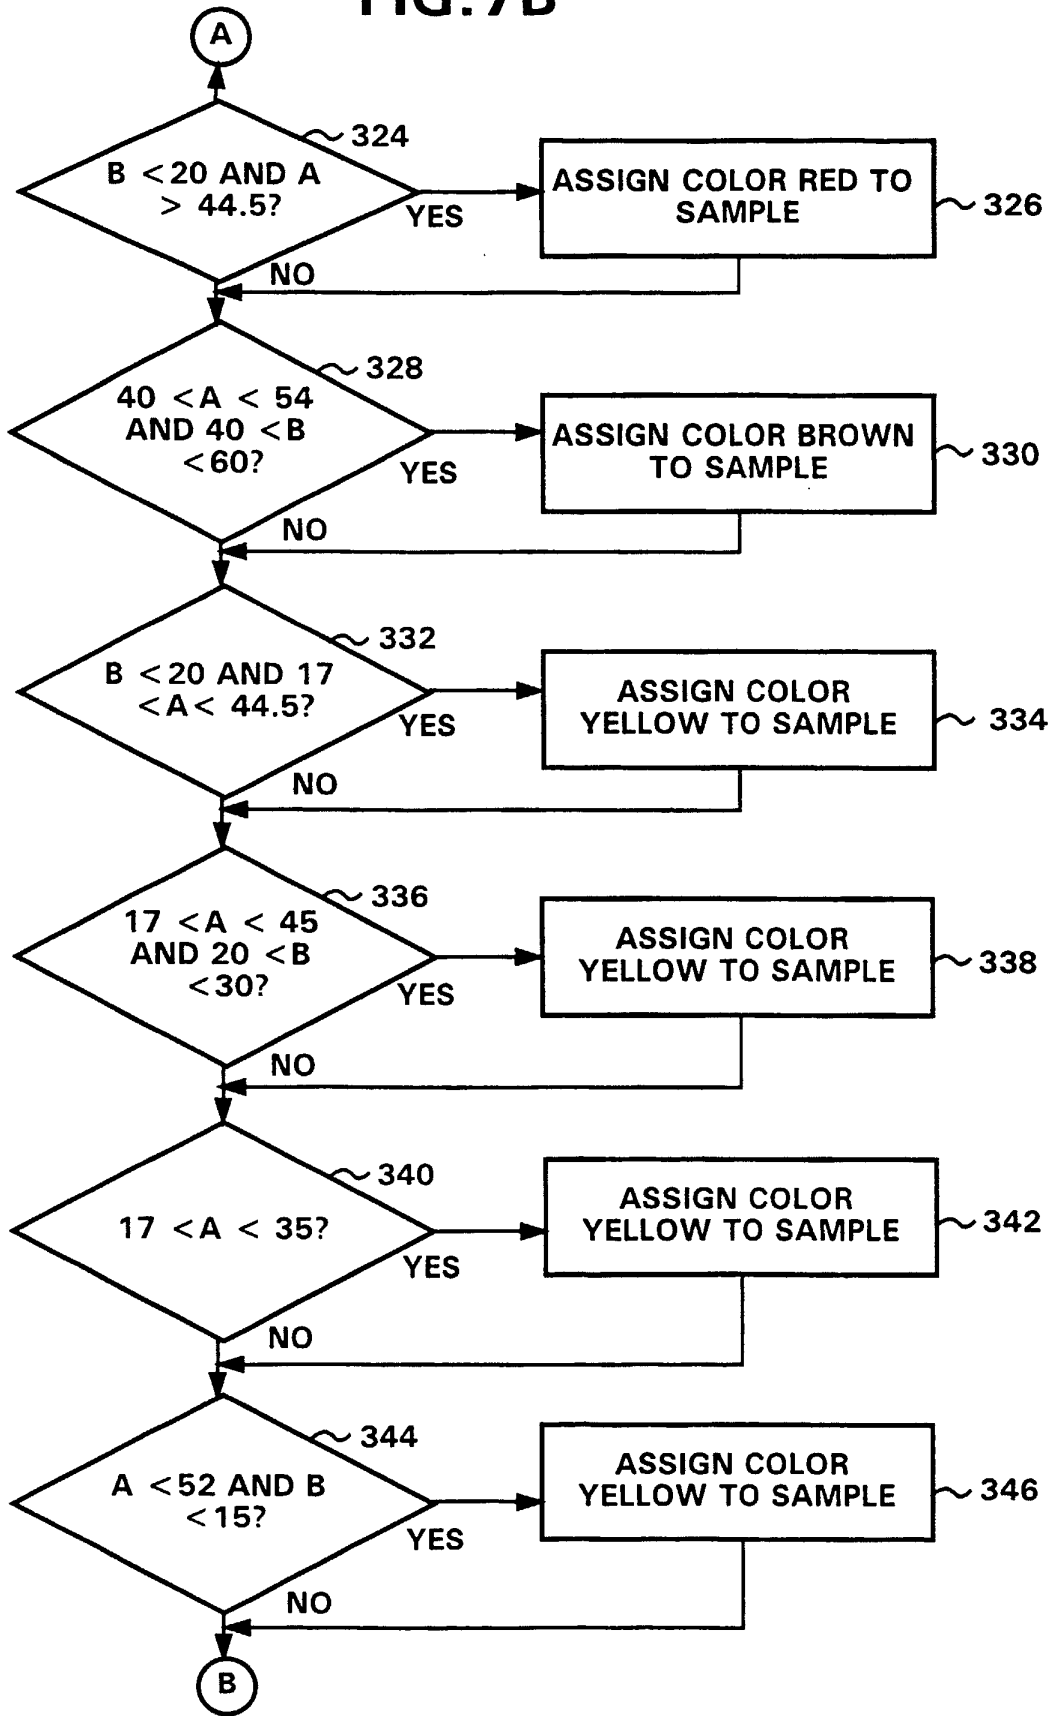 FIG. 7B
A
324
B <20 AND A
> 44.5?
YES
ASSIGN COLOR RED TO
SAMPLE
326
NO
328
40 <A < 54
AND 40 <B
<60?
YES
ASSIGN COLOR BROWN
TO SAMPLE
330
NO
332
B <20 AND 17
<A< 44.5?
YES
ASSIGN COLOR
YELLOW TO SAMPLE
334
NO
336
17 <A < 45
AND 20 <B
<30?
YES
ASSIGN COLOR
YELLOW TO SAMPLE
338
NO
340
17 <A < 35?
YES
ASSIGN COLOR
YELLOW TO SAMPLE
342
NO
344
A <52 AND B
<15?
YES
ASSIGN COLOR
YELLOW TO SAMPLE
346
NO
B